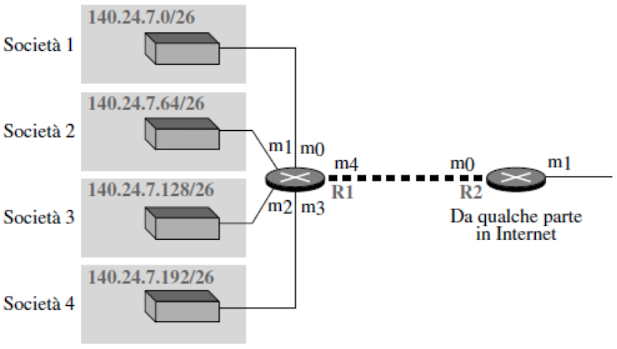 140.24.7.0/26
Società 1
140.24.7.64/26
Società 2
m1
m0
m4
m0
m1
140.24.7.128/26
m2
m3
R1
R2
Società 3
Da qualche parte
in Internet
140.24.7.192/26
Società 4